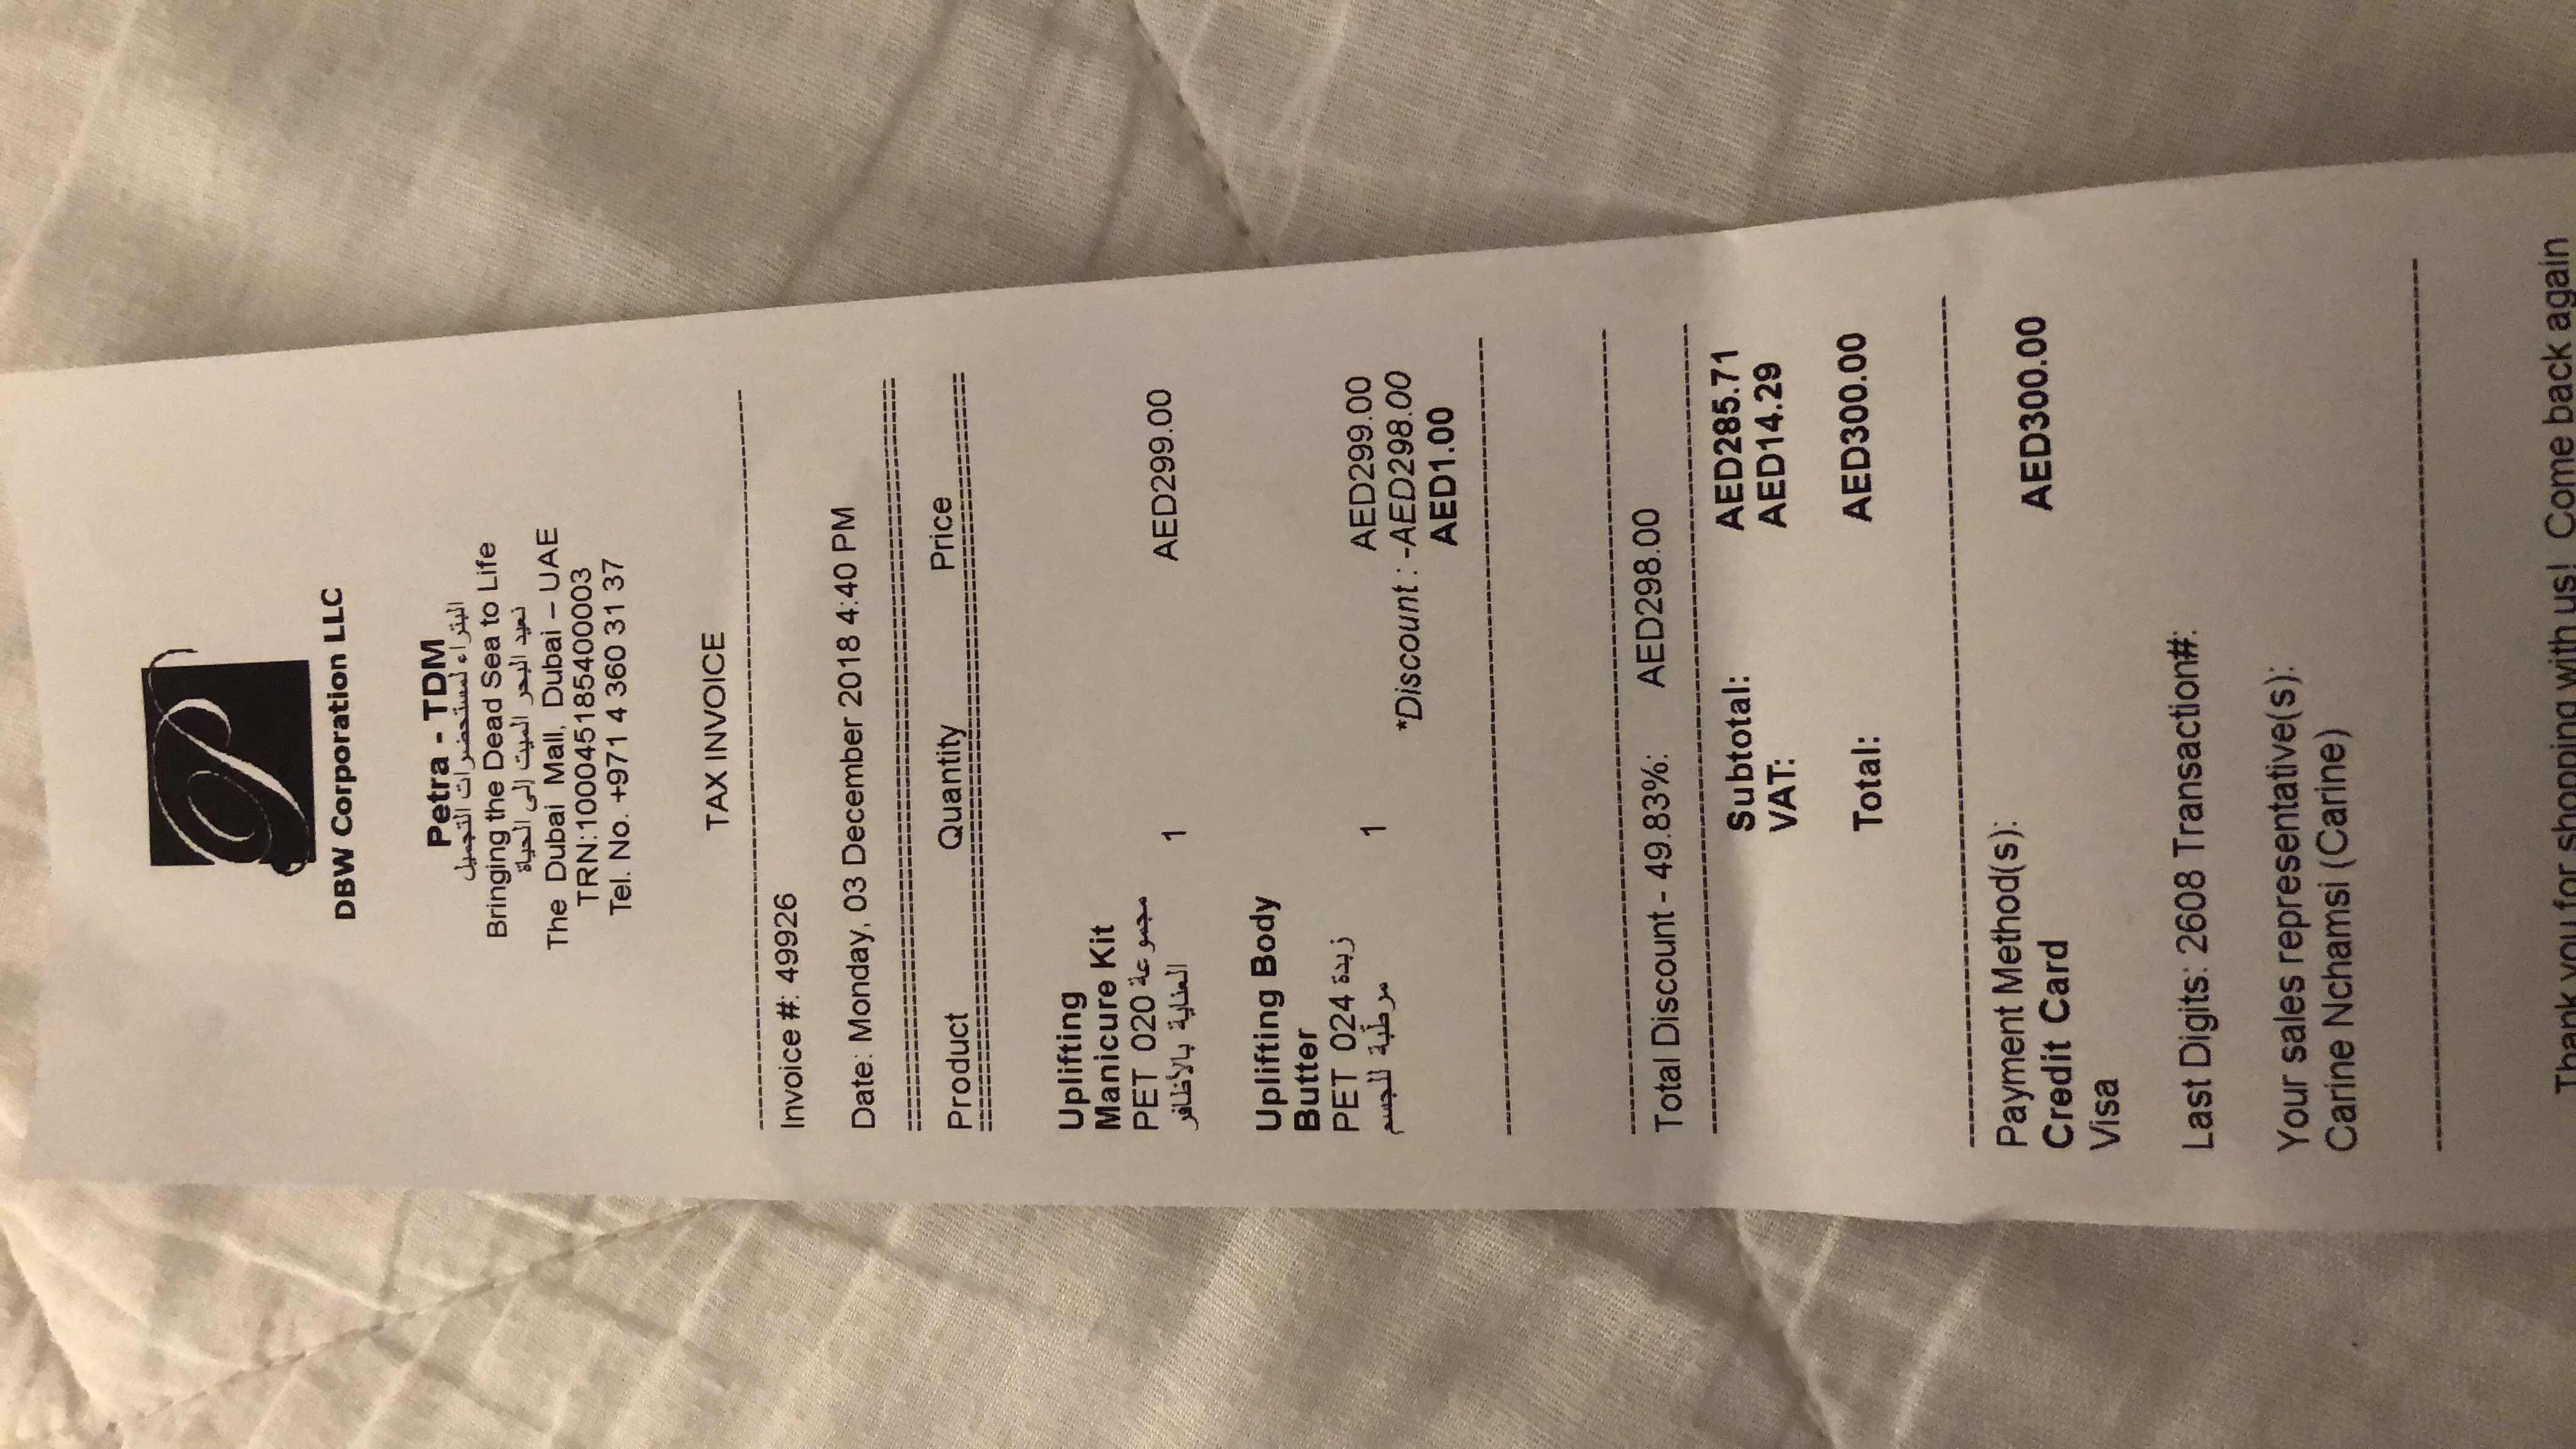 P
DBW Corporation LLC
Petra - TDM
البتراء لمستحضرات التجميل
Bringing the Dead Sea to Life
نعيد البحر الميت إلى الحياة
The Dubai Mall, Dubai – UAE
TRN:100045185400003
Tel. No. +971 4 360 31 37
TAX INVOICE
Invoice #: 49926
Date: Monday, 03 December 2018 4:40 PM
Product Quantity Price
Uplifting
Manicure Kit
PET 020 مجموعة
العناية بالأظافر 1 AED299.00
Uplifting Body
Butter
PET 024 زبدة
مرطّبة للجسم 1 AED299.00
*Discount : -AED298.00
AED1.00
Total Discount - 49.83%: AED298.00
Subtotal: AED285.71
VAT: AED14.29
Total: AED300.00
Payment Method(s):
Credit Card AED300.00
Visa
Last Digits: 2608 Transaction#:
Your sales representative(s):
Carine Nchamsi (Carine)
Thank you for shopping with us! Come back again